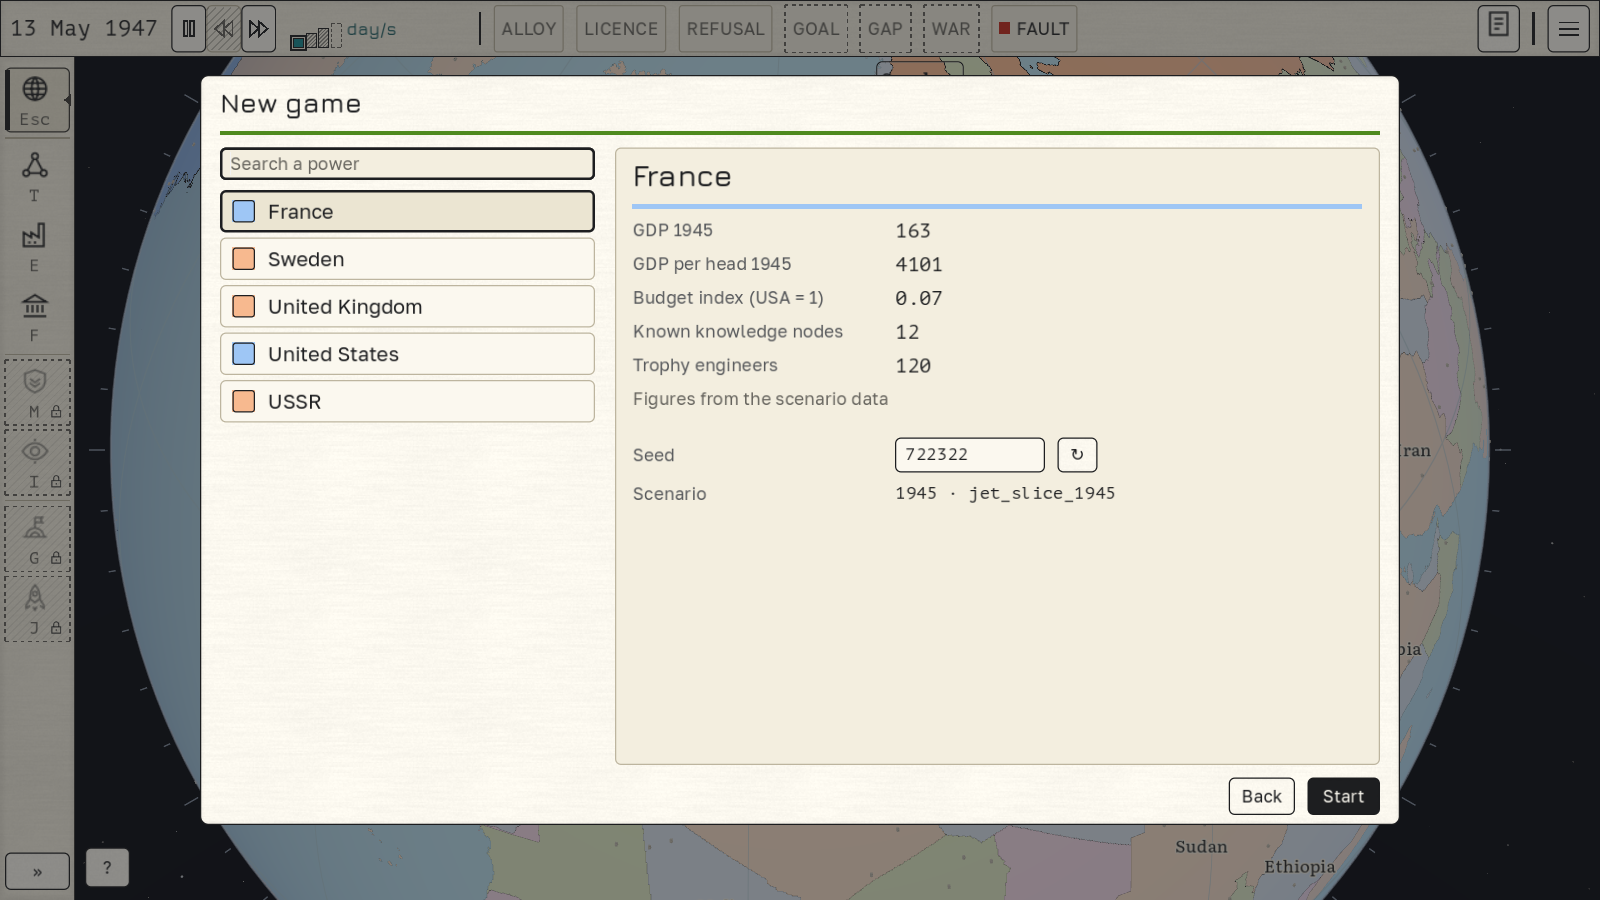 13 May 1947
day/s
ALLOY
LICENCE
REFUSAL
GOAL
GAP
WAR
FAULT
Esc
T
E
F
M
I
G
J
»
?
New game
Search a power
France
Sweden
United Kingdom
United States
USSR
France
GDP 1945 163
GDP per head 1945 4101
Budget index (USA = 1) 0.07
Known knowledge nodes 12
Trophy engineers 120
Figures from the scenario data
Seed 722322 ↻
Scenario 1945 · jet_slice_1945
Back
Start
Sudan
Ethiopia